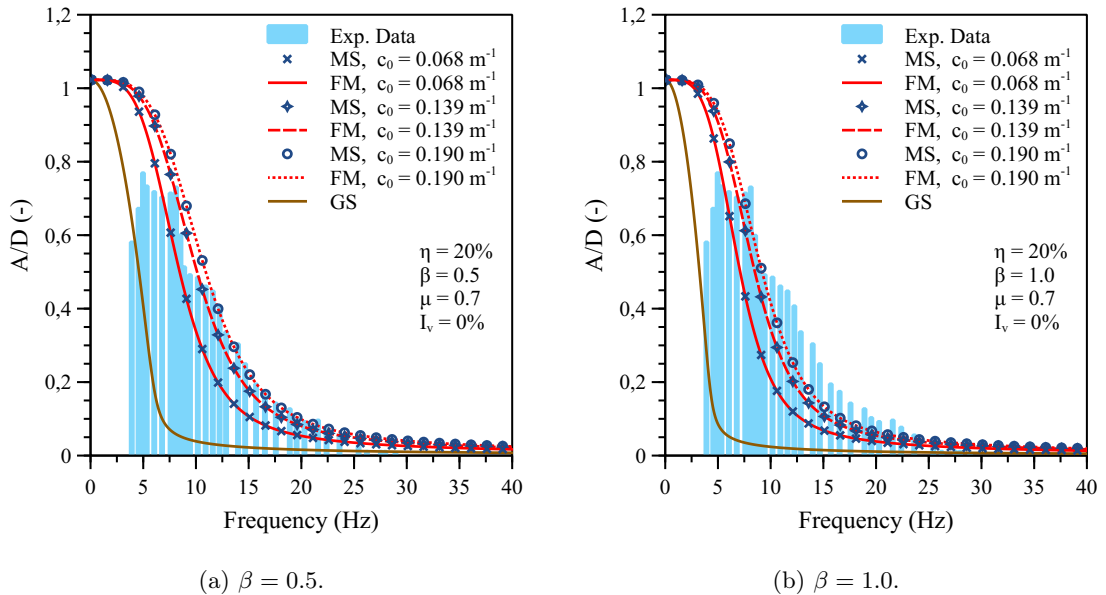 1,2
1
0,8
0,6
0,4
0,2
0
A/D (-)
0 5 10 15 20 25 30 35 40
Frequency (Hz)
Exp. Data
MS, c₀ = 0.068 m⁻¹
FM, c₀ = 0.068 m⁻¹
MS, c₀ = 0.139 m⁻¹
FM, c₀ = 0.139 m⁻¹
MS, c₀ = 0.190 m⁻¹
FM, c₀ = 0.190 m⁻¹
GS
η = 20%
β = 0.5
μ = 0.7
Iᵥ = 0%
(a) β = 0.5.
1,2
1
0,8
0,6
0,4
0,2
0
A/D (-)
0 5 10 15 20 25 30 35 40
Frequency (Hz)
Exp. Data
MS, c₀ = 0.068 m⁻¹
FM, c₀ = 0.068 m⁻¹
MS, c₀ = 0.139 m⁻¹
FM, c₀ = 0.139 m⁻¹
MS, c₀ = 0.190 m⁻¹
FM, c₀ = 0.190 m⁻¹
GS
η = 20%
β = 1.0
μ = 0.7
Iᵥ = 0%
(b) β = 1.0.